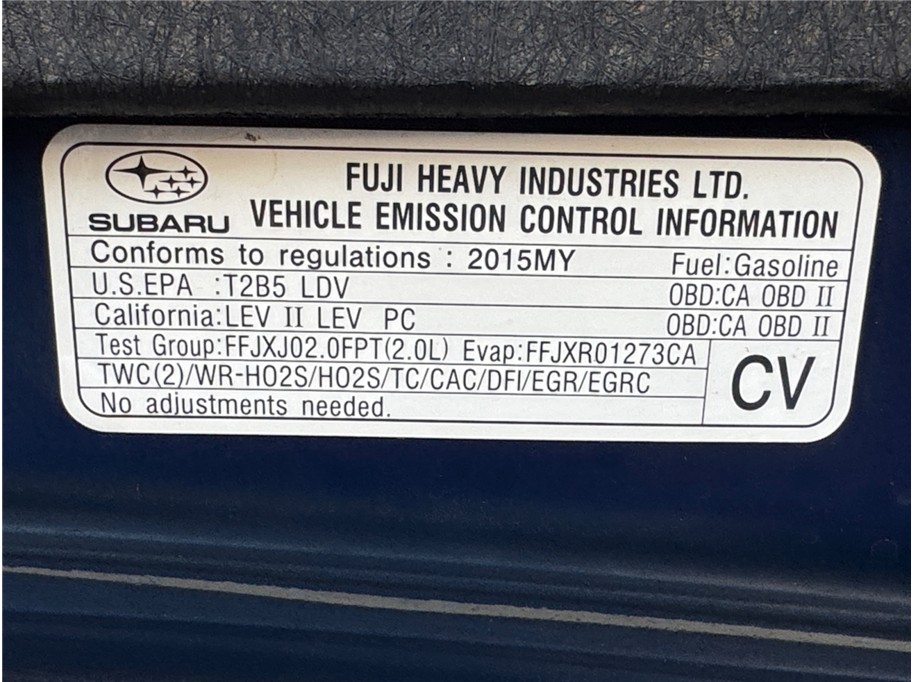 FUJI HEAVY INDUSTRIES LTD.
SUBARU VEHICLE EMISSION CONTROL INFORMATION
Conforms to regulations : 2015MY Fuel:Gasoline
U.S.EPA :T2B5 LDV OBD:CA OBD II
California:LEV II LEV PC OBD:CA OBD II
Test Group:FFJXJ02.0FPT(2.0L) Evap:FFJXR01273CA
TWC(2)/WR-HO2S/HO2S/TC/CAC/DFI/EGR/EGRC
CV
No adjustments needed.